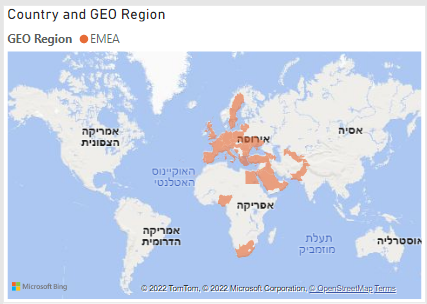 Country and GEO Region
GEO Region EMEA
אמריקה
הצפונית
אירופה
אסיה
האוקיינוס
האטלנטי
אפריקה
אמריקה
הדרומית
תעלת
מוזמביק
אוסטרליה
Microsoft Bing
© 2022 TomTom, © 2022 Microsoft Corporation, © OpenStreetMap Terms